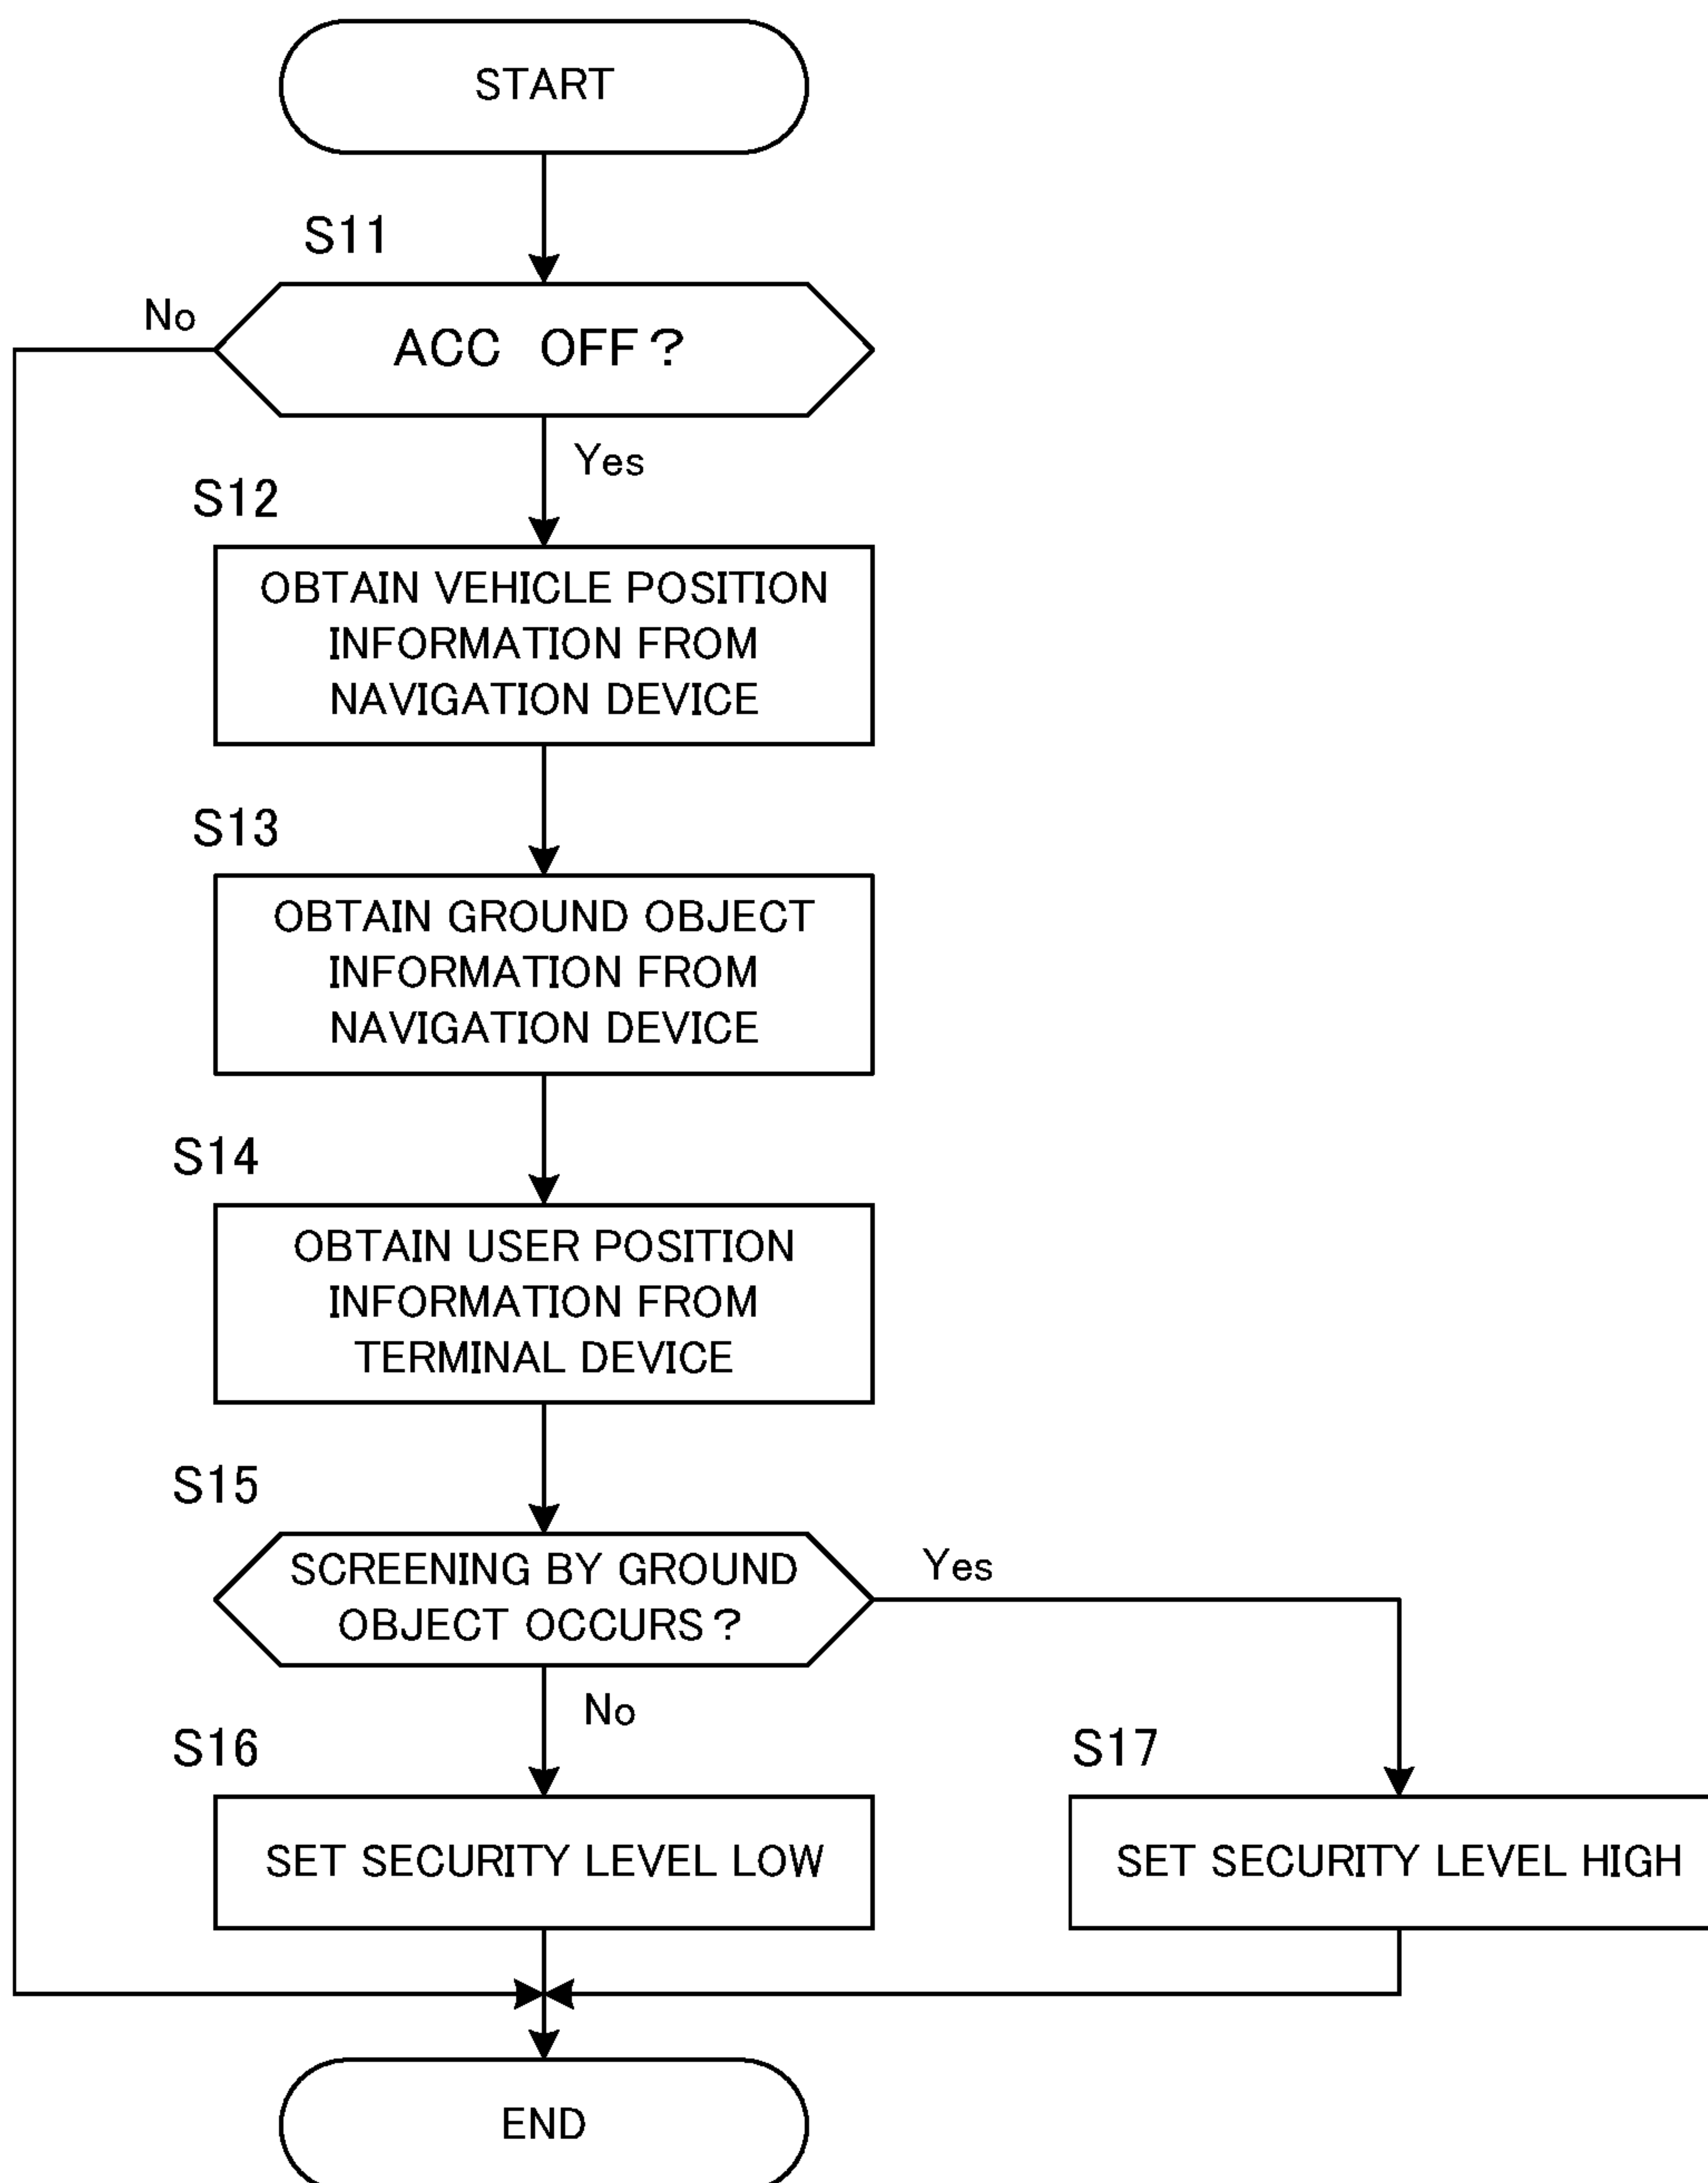 START
S11
No
ACC OFF?
Yes
S12
OBTAIN VEHICLE POSITION
INFORMATION FROM
NAVIGATION DEVICE
S13
OBTAIN GROUND OBJECT
INFORMATION FROM
NAVIGATION DEVICE
S14
OBTAIN USER POSITION
INFORMATION FROM
TERMINAL DEVICE
S15
SCREENING BY GROUND
OBJECT OCCURS?
Yes
No
S16
SET SECURITY LEVEL LOW
S17
SET SECURITY LEVEL HIGH
END